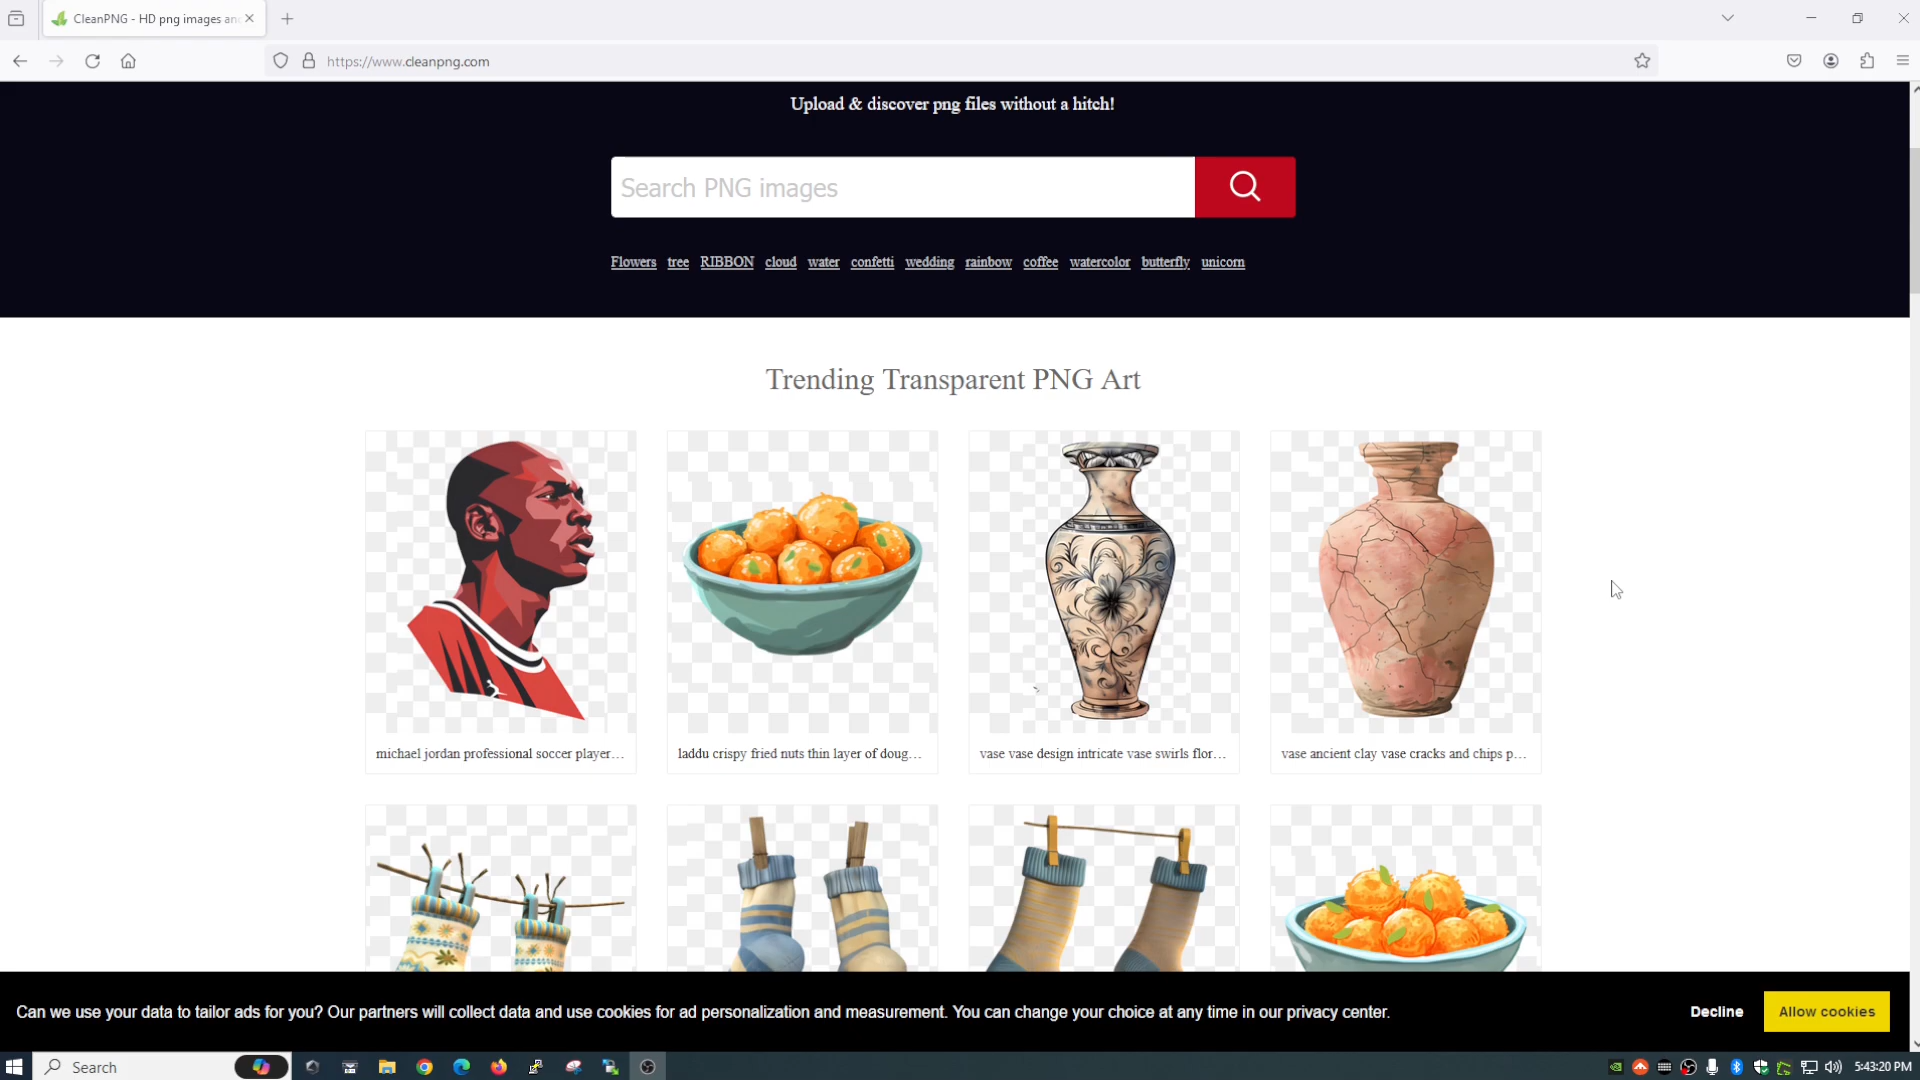 CleanPNG - HD png images an
https://www.cleanpng.com
Upload & discover png files without a hitch!
Search PNG images
Flowers tree RIBBON cloud water confetti wedding rainbow coffee watercolor butterfly unicorn
Trending Transparent PNG Art
michael jordan professional soccer player…
laddu crispy fried nuts thin layer of doug…
vase vase design intricate vase swirls flor…
vase ancient clay vase cracks and chips p…
Can we use your data to tailor ads for you? Our partners will collect data and use cookies for ad personalization and measurement. You can change your choice at any time in our privacy center.
Decline
Allow cookies
Search
5:43:20 PM